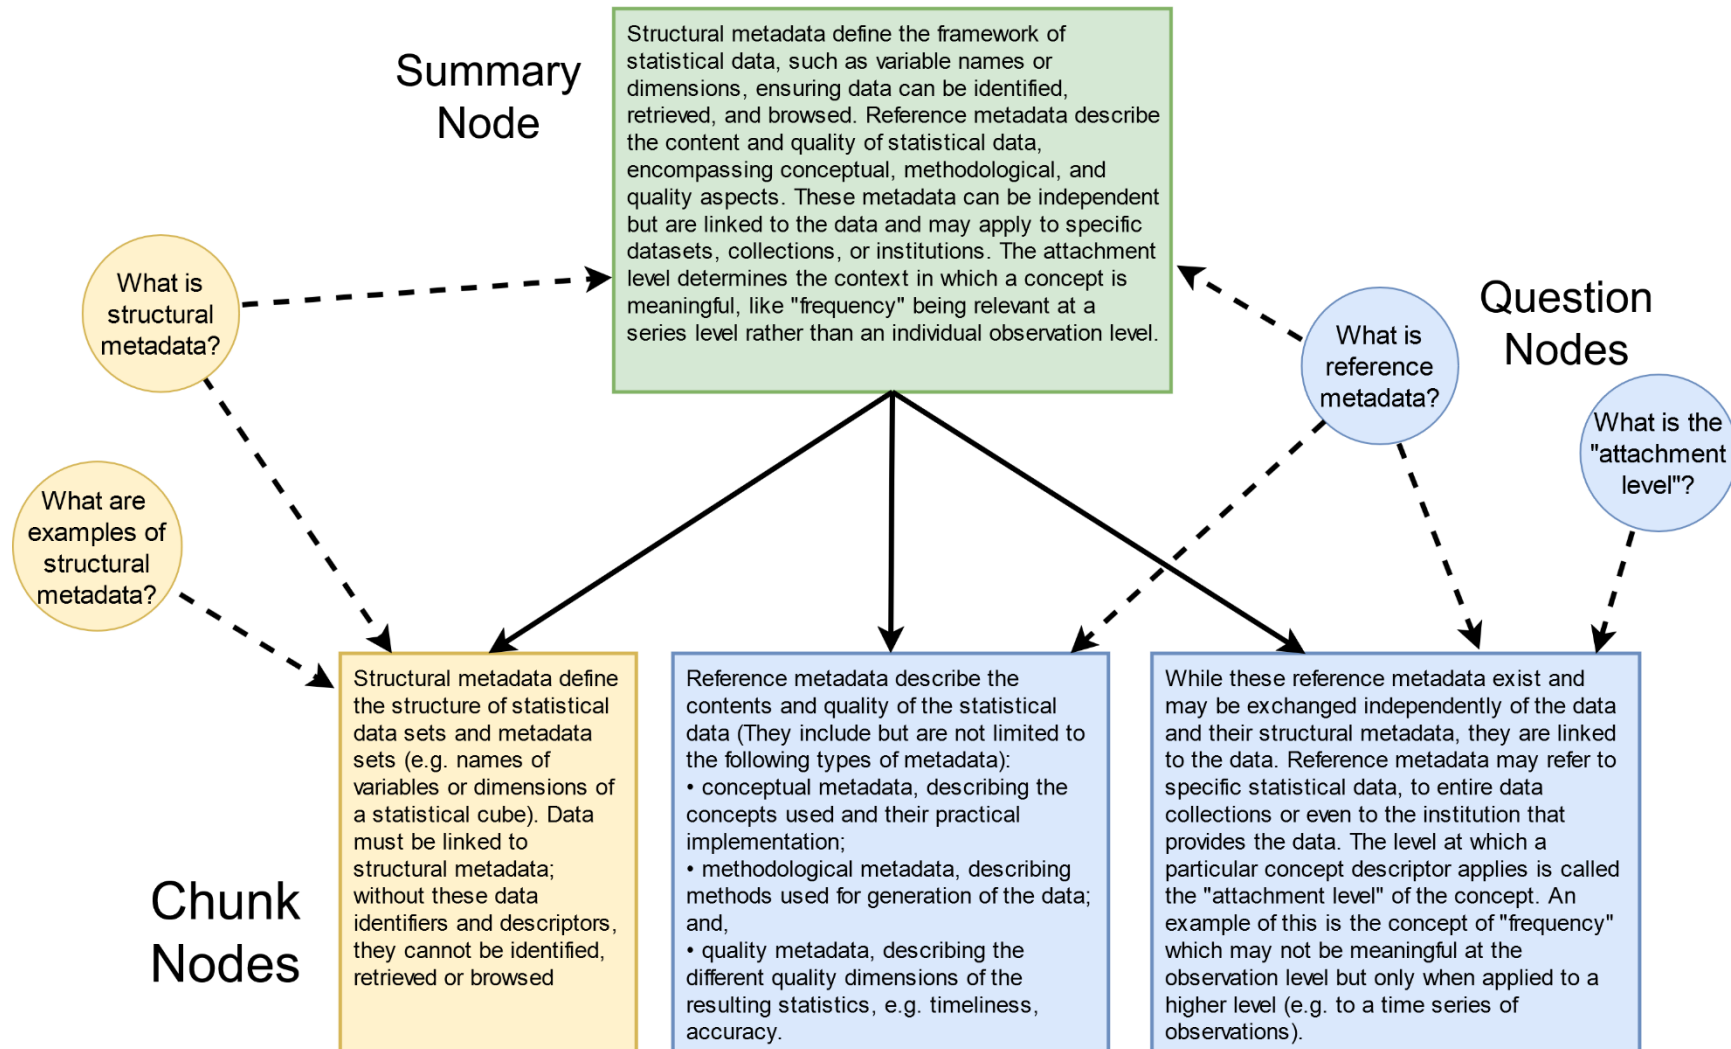 Summary
Node
Structural metadata define the framework of
statistical data, such as variable names or
dimensions, ensuring data can be identified,
retrieved, and browsed. Reference metadata describe
the content and quality of statistical data,
encompassing conceptual, methodological, and
quality aspects. These metadata can be independent
but are linked to the data and may apply to specific
datasets, collections, or institutions. The attachment
level determines the context in which a concept is
meaningful, like "frequency" being relevant at a
series level rather than an individual observation level.
What is
structural
metadata?
What are
examples of
structural
metadata?
Question
Nodes
What is
reference
metadata?
What is the
"attachment
level"?
Chunk
Nodes
Structural metadata define
the structure of statistical
data sets and metadata
sets (e.g. names of
variables or dimensions of
a statistical cube). Data
must be linked to
structural metadata;
without these data
identifiers and descriptors,
they cannot be identified,
retrieved or browsed
Reference metadata describe the
contents and quality of the statistical
data (They include but are not limited to
the following types of metadata):
• conceptual metadata, describing the
concepts used and their practical
implementation;
• methodological metadata, describing
methods used for generation of the data;
and,
• quality metadata, describing the
different quality dimensions of the
resulting statistics, e.g. timeliness,
accuracy.
While these reference metadata exist and
may be exchanged independently of the data
and their structural metadata, they are linked
to the data. Reference metadata may refer to
specific statistical data, to entire data
collections or even to the institution that
provides the data. The level at which a
particular concept descriptor applies is called
the "attachment level" of the concept. An
example of this is the concept of "frequency"
which may not be meaningful at the
observation level but only when applied to a
higher level (e.g. to a time series of
observations).